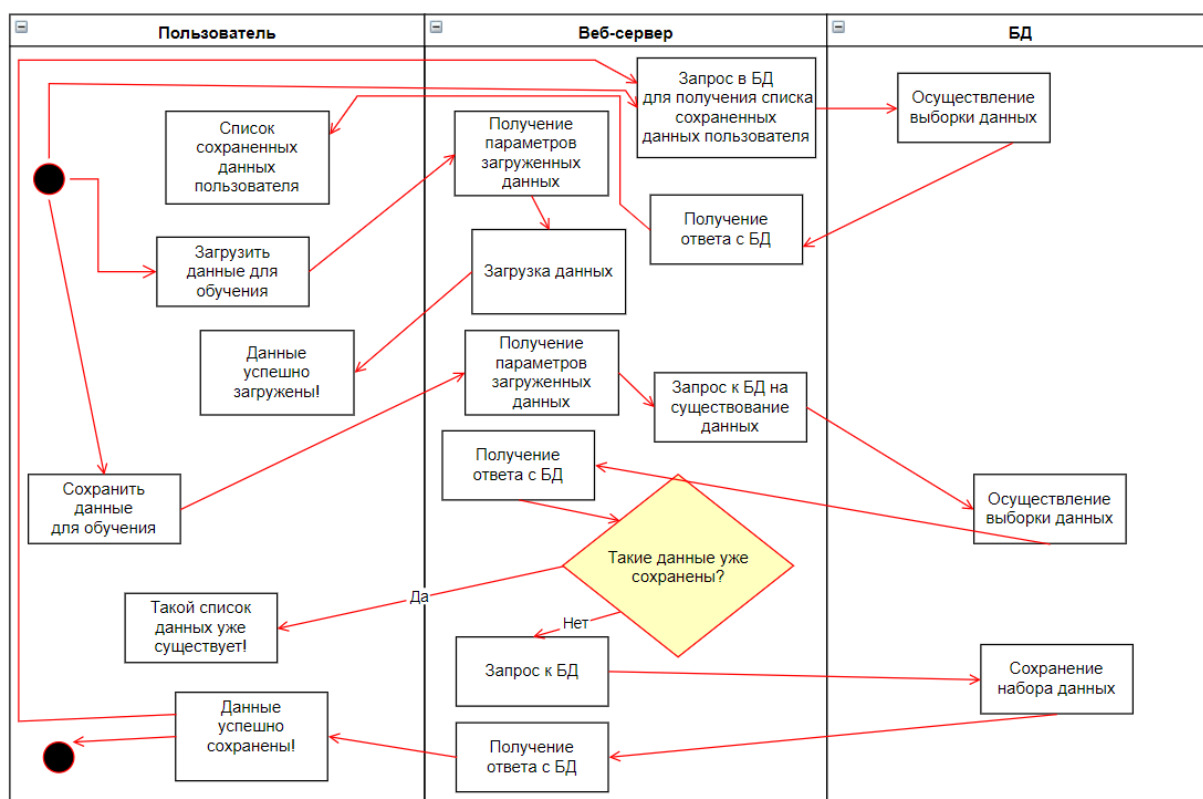 Пользователь
Веб-сервер
БД
Запрос в БД
для получения списка
сохраненных
данных пользователя
Осуществление
выборки данных
Список
сохраненных
данных
пользователя
Получение
параметров
загруженных
данных
Получение
ответа с БД
Загрузить
данные для
обучения
Загрузка данных
Данные
успешно
загружены!
Получение
параметров
загруженных
данных
Запрос к БД на
существование
данных
Получение
ответа с БД
Сохранить
данные
для обучения
Осуществление
выборки данных
Такие данные уже
сохранены?
Да
Такой список
данных уже
существует!
Нет
Запрос к БД
Сохранение
набора данных
Данные
успешно
сохранены!
Получение
ответа с БД